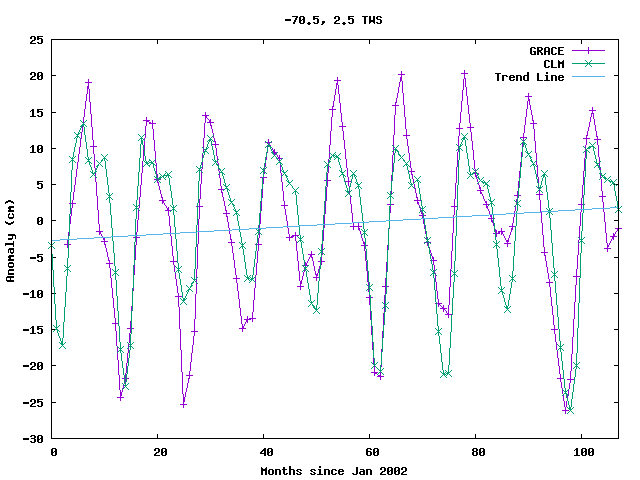 -70.5, 2.5 TWS
GRACE
CLM
Trend Line
25
20
15
10
5
0
-5
-10
-15
-20
-25
-30
Anomaly (cm)
0 20 40 60 80 100
Months since Jan 2002